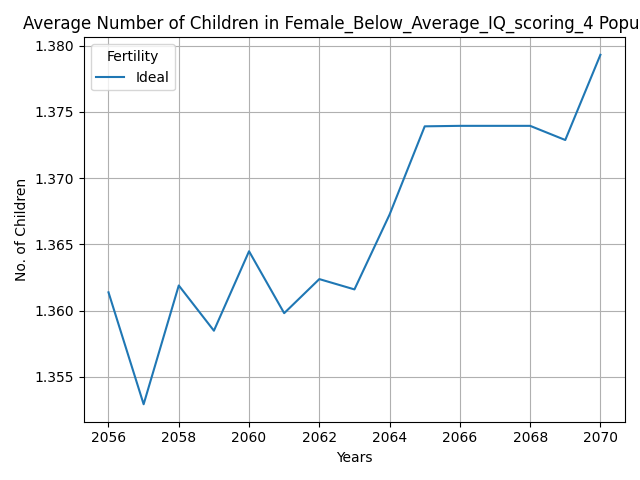 Average Number of Children in Female_Below_Average_IQ_scoring_4 Popu
Fertility
Ideal
1.380
1.375
1.370
1.365
1.360
1.355
No. of Children
2056 2058 2060 2062 2064 2066 2068 2070
Years